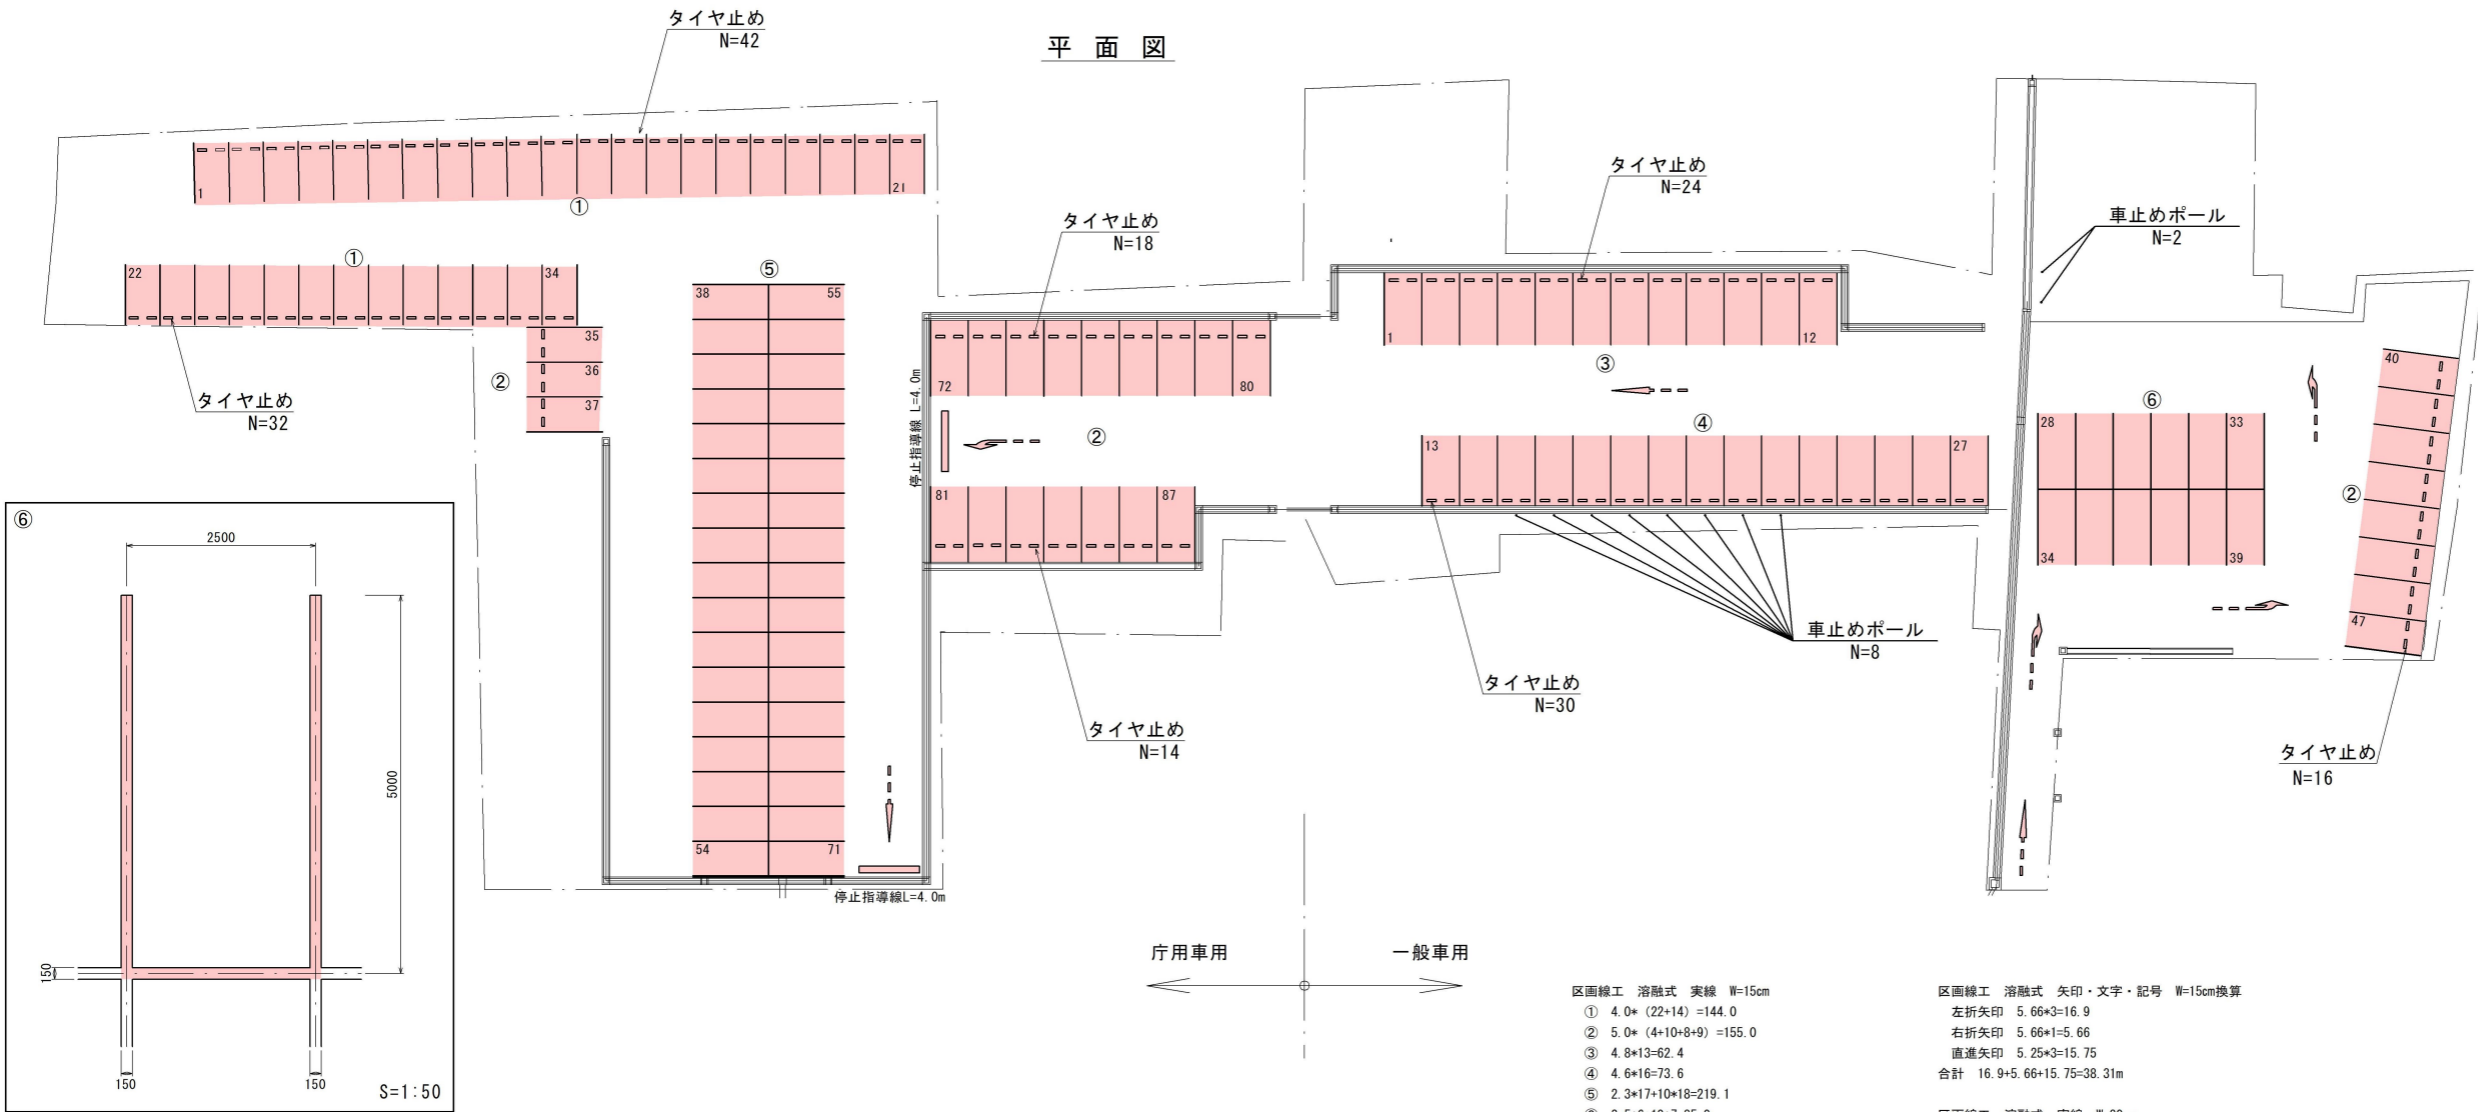 平 面 図
タイヤ止め
N=42
1
21
①
22
①
34
タイヤ止め
N=32
35
36
37
②
⑤
38
55
54
71
停止指導線L=4.0m
停止指導線 L=4.0m
タイヤ止め
N=18
72
80
②
81
87
タイヤ止め
N=14
タイヤ止め
N=24
1
12
③
④
13
27
タイヤ止め
N=30
車止めポール
N=8
車止めポール
N=2
⑥
28
33
34
39
40
②
47
タイヤ止め
N=16
⑥
2500
5000
150
150
150
S=1:50
庁用車用
一般車用
区画線工 溶融式 実線 W=15cm
① 4.0*(22+14)=144.0
② 5.0*(4+10+8+9)=155.0
③ 4.8*13=62.4
④ 4.6*16=73.6
⑤ 2.3*17+10*18=219.1
区画線工 溶融式 矢印・文字・記号 W=15cm換算
左折矢印 5.66*3=16.9
右折矢印 5.66*1=5.66
直進矢印 5.25*3=15.75
合計 16.9+5.66+15.75=38.31m